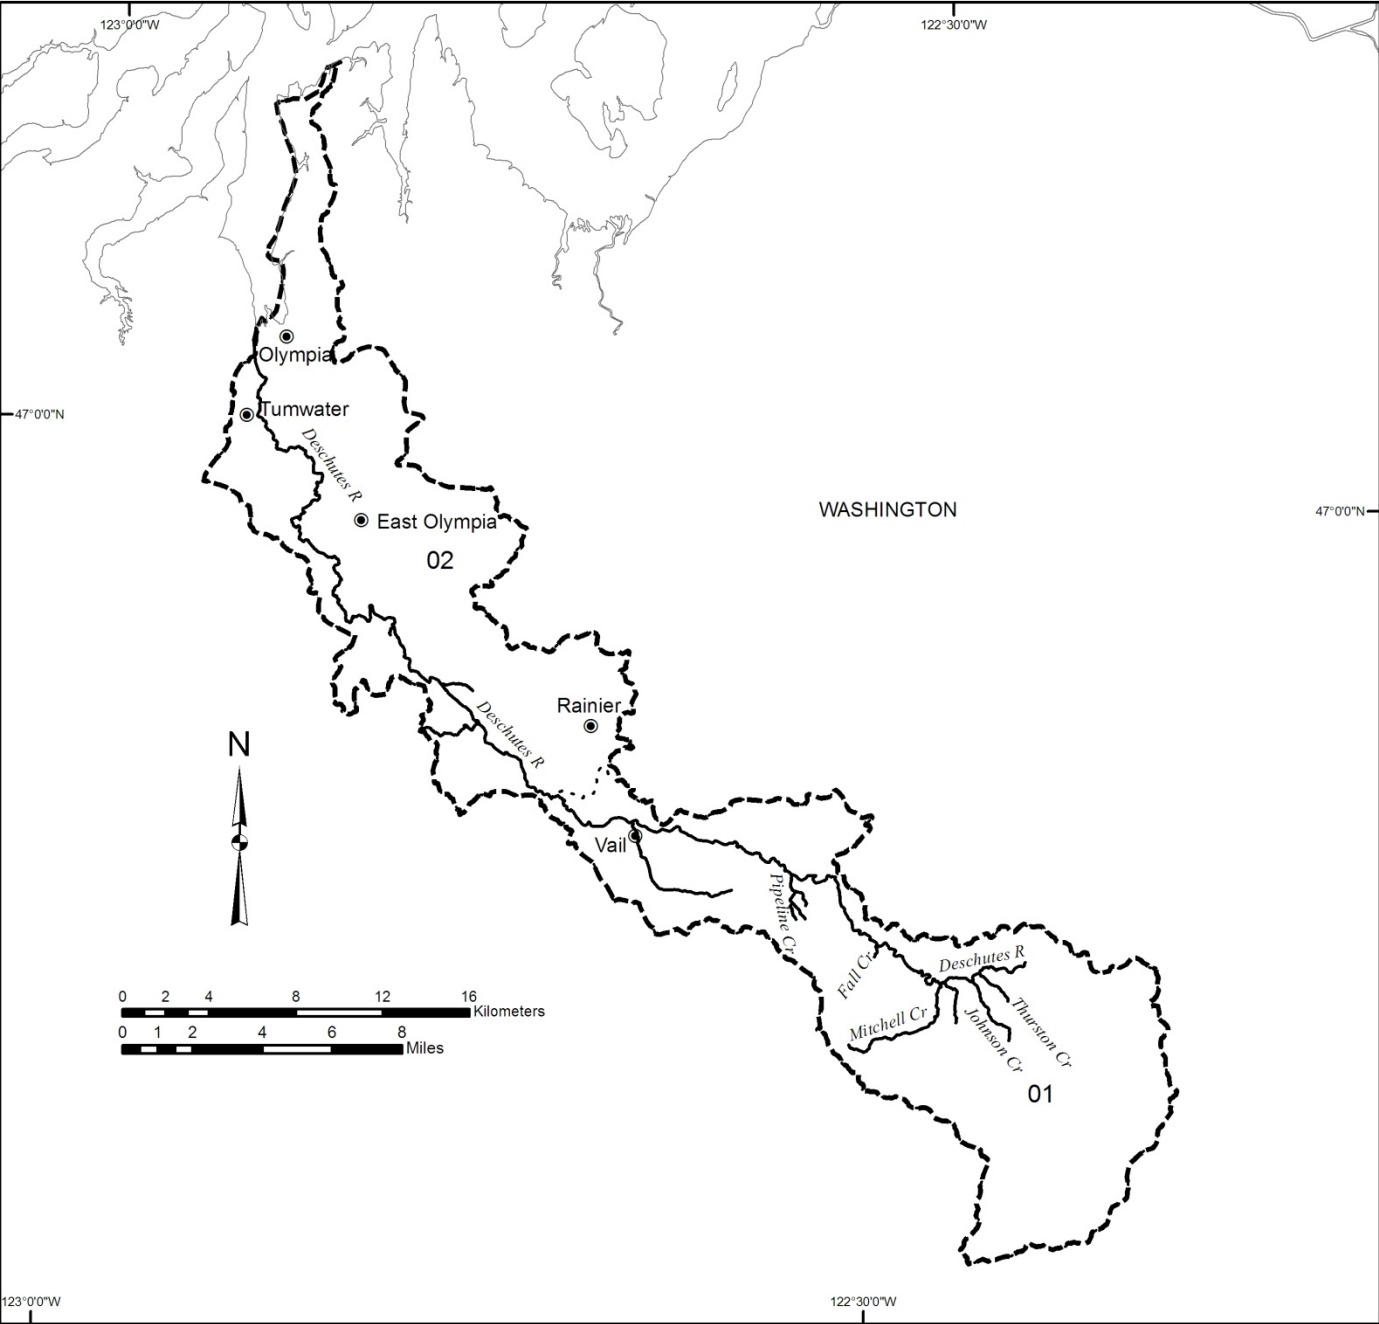 123°0'0"W
122°30'0"W
Olympia
47°0'0"N
Tumwater
Deschutes R
WASHINGTON
47°0'0"N
East Olympia
02
Rainier
Deschutes R
N
Vail
Pipeline Cr
Fall Cr
Deschutes R
0 2 4 8 12 16
Kilometers
Mitchell Cr
Johnson Cr
Thurston Cr
0 1 2 4 6 8
Miles
01
123°0'0"W
122°30'0"W